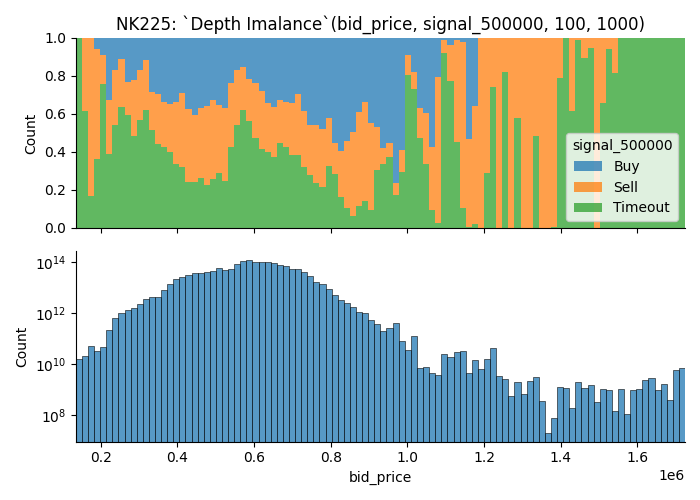 NK225: `Depth Imalance`(bid_price, signal_500000, 100, 1000)
1.0
0.8
0.6
0.4
0.2
0.0
Count
signal_500000
Buy
Sell
Timeout
10^14
10^12
10^10
10^8
Count
0.2
0.4
0.6
0.8
1.0
1.2
1.4
1.6
1e6
bid_price